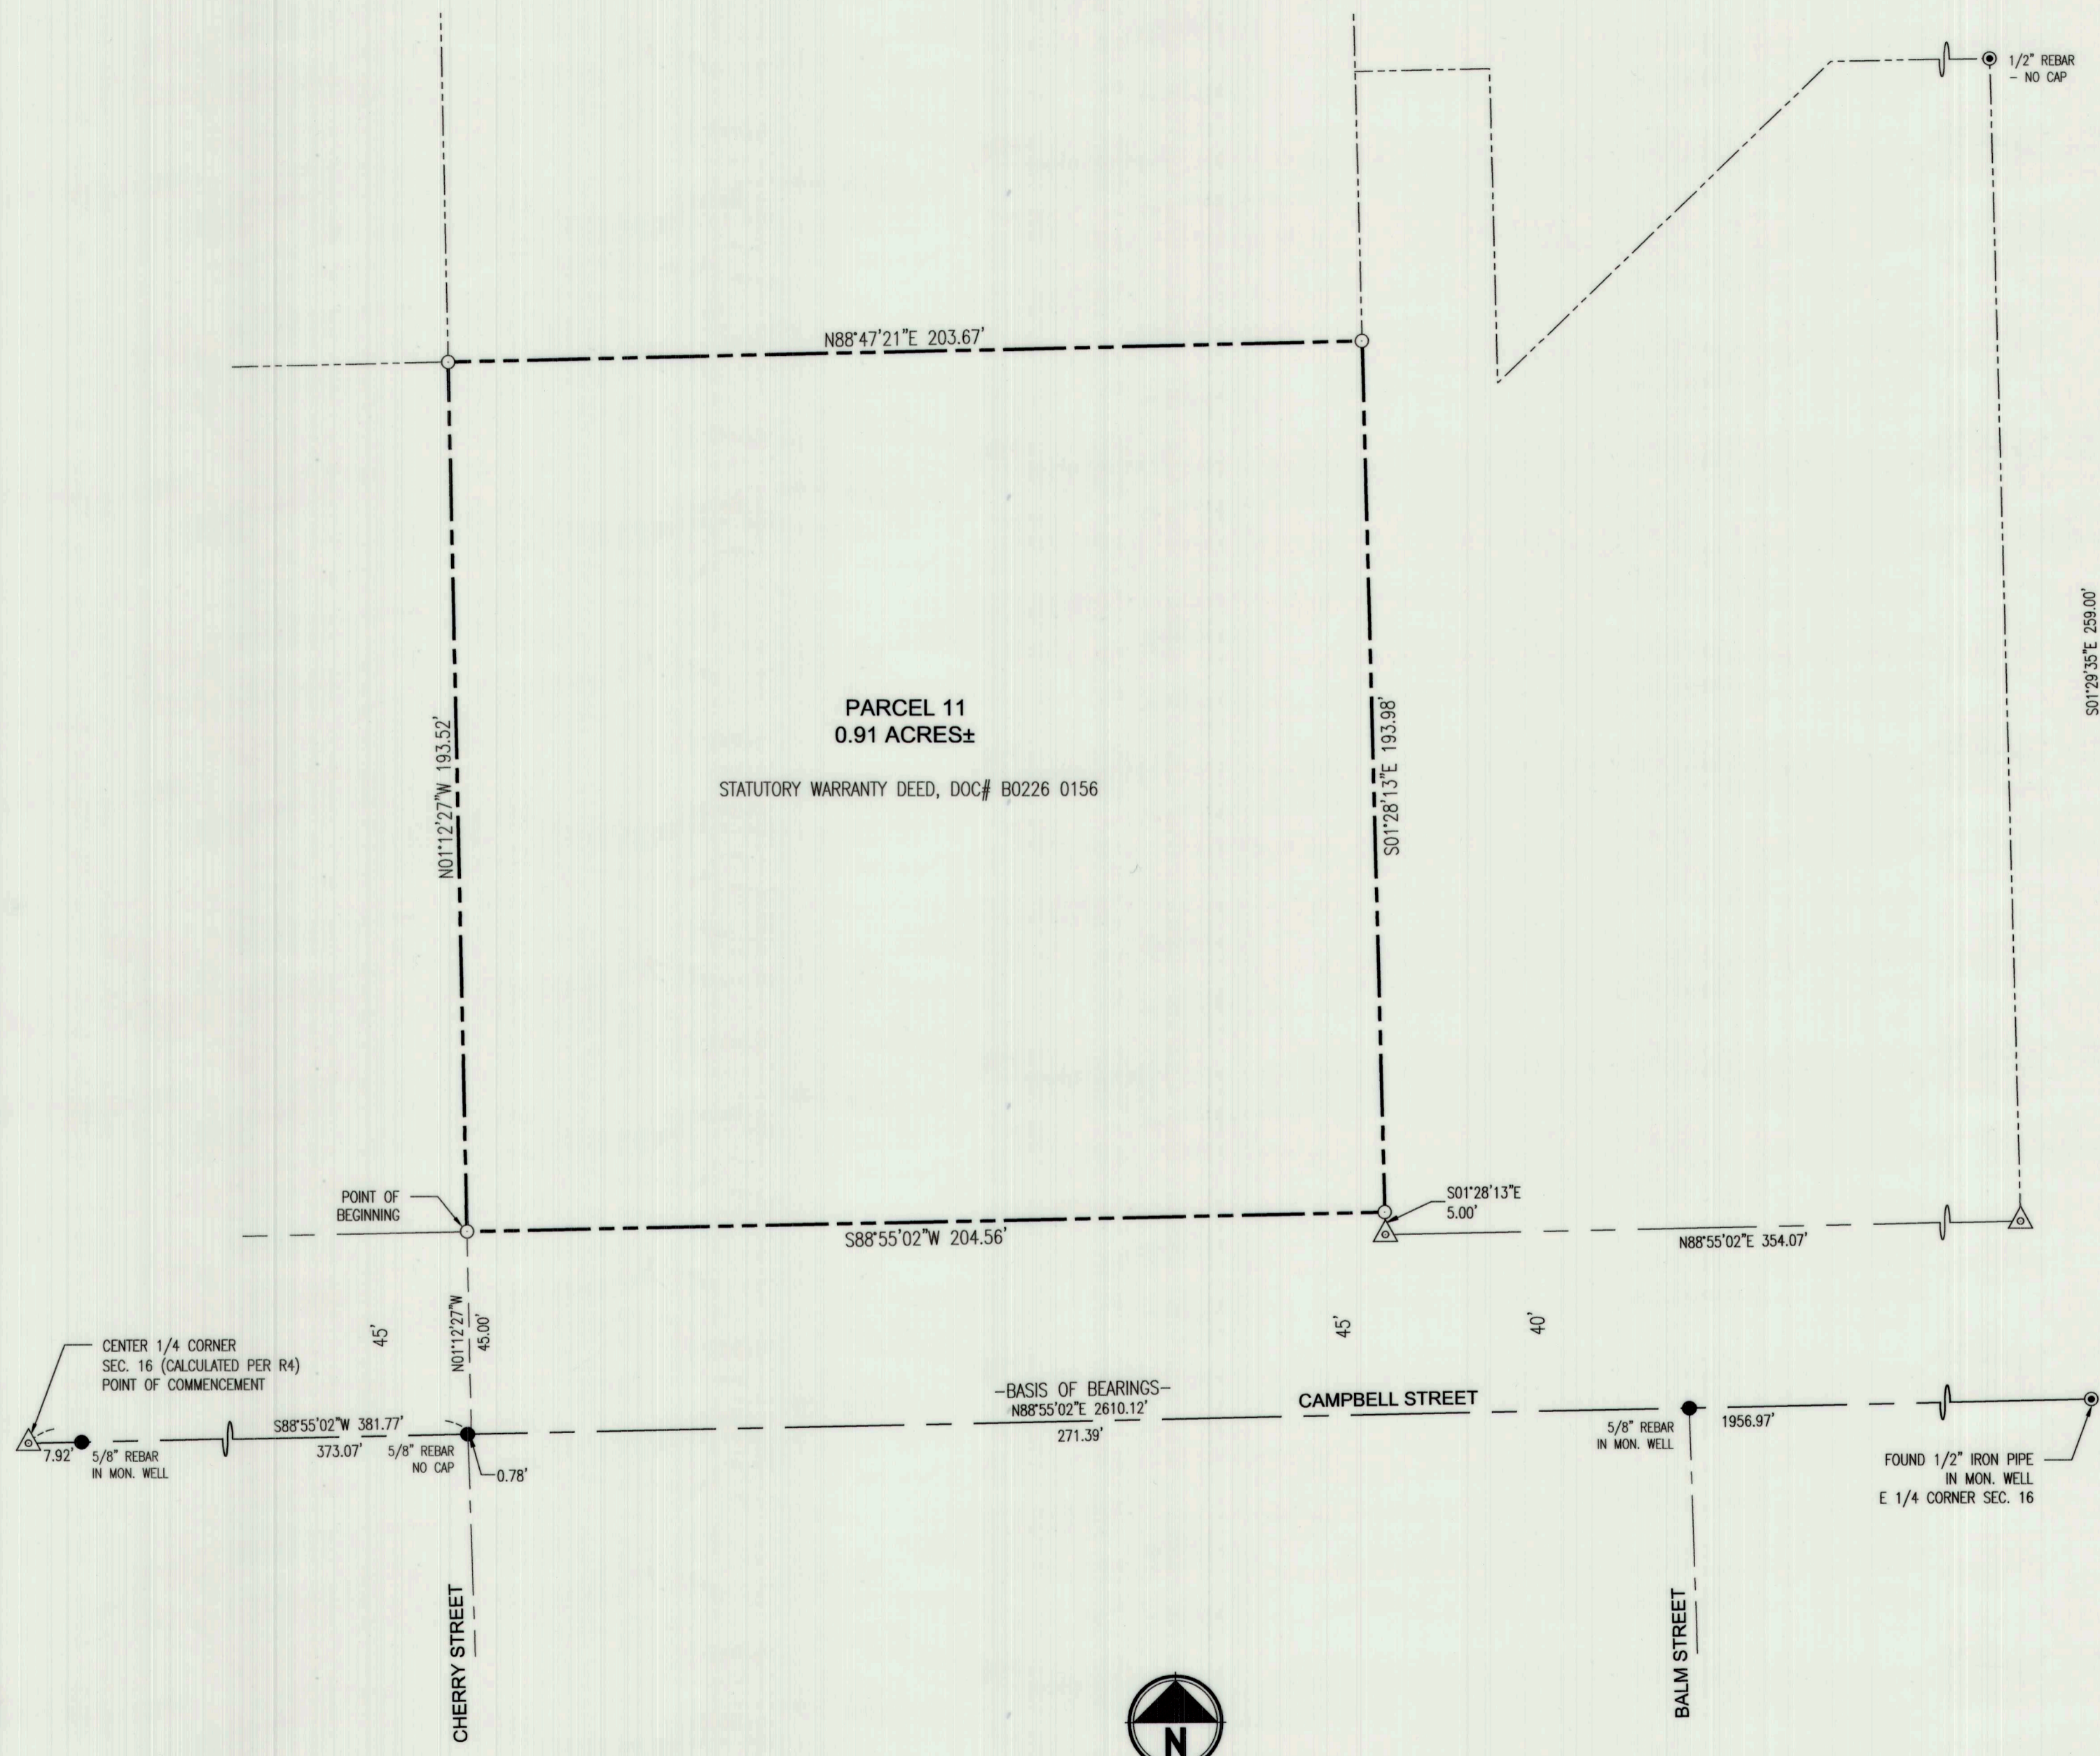 1/2" REBAR
- NO CAP
N88°47'21"E 203.67'
S01°29'35"E 259.00'
N01°12'27"W 193.52'
PARCEL 11
0.91 ACRES±
STATUTORY WARRANTY DEED, DOC# B0226 0156
S01°28'13"E 193.98'
POINT OF
BEGINNING
S88°55'02"W 204.56'
S01°28'13"E
5.00'
N88°55'02"E 354.07'
CENTER 1/4 CORNER
SEC. 16 (CALCULATED PER R4)
POINT OF COMMENCEMENT
45'
N01°12'27"W
45.00'
45'
40'
-BASIS OF BEARINGS-
N88°55'02"E 2610.12'
271.39'
CAMPBELL STREET
S88°55'02"W 381.77'
373.07'
7.92'
5/8" REBAR
IN MON. WELL
5/8" REBAR
NO CAP
0.78'
5/8" REBAR
IN MON. WELL
1956.97'
FOUND 1/2" IRON PIPE
IN MON. WELL
E 1/4 CORNER SEC. 16
CHERRY STREET
BALM STREET
N